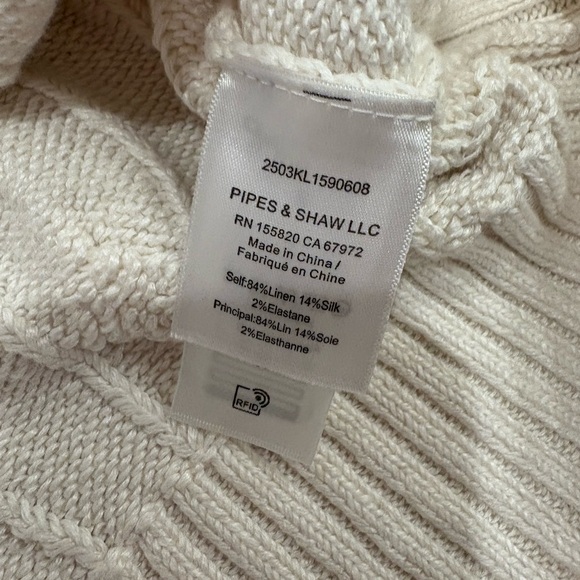 2503KL1590608
PIPES & SHAW LLC
RN 155820 CA 67972
Made in China /
Fabriqué en Chine
Self:84%Linen 14%Silk
2%Elastane
Principal:84%Lin 14%Soie
2%Elasthanne
RFID